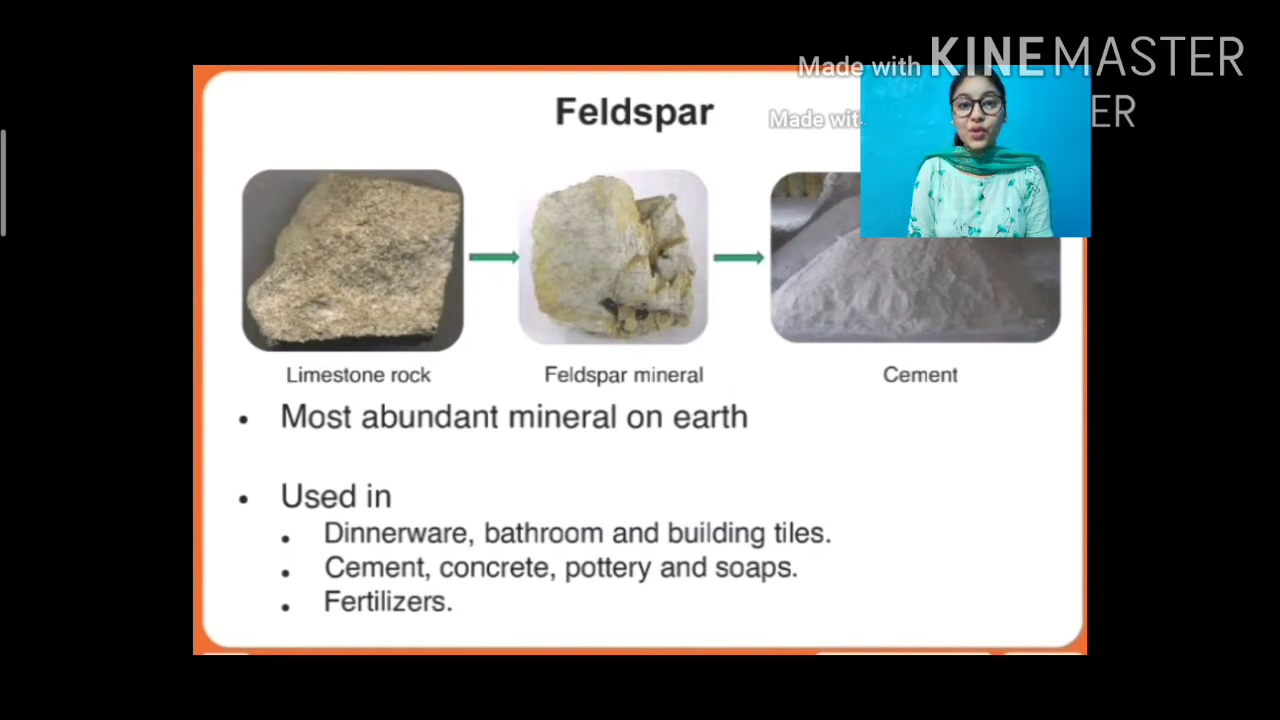 Made with KINEMASTER
Feldspar
Made wit
ER
Limestone rock
Feldspar mineral
Cement
• Most abundant mineral on earth
• Used in
• Dinnerware, bathroom and building tiles.
• Cement, concrete, pottery and soaps.
• Fertilizers.